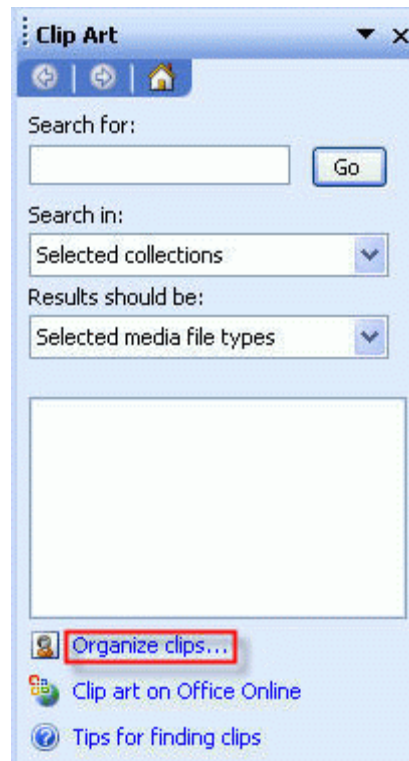 Clip Art
Search for:
Go
Search in:
Selected collections
Results should be:
Selected media file types
Organize clips...
Clip art on Office Online
Tips for finding clips